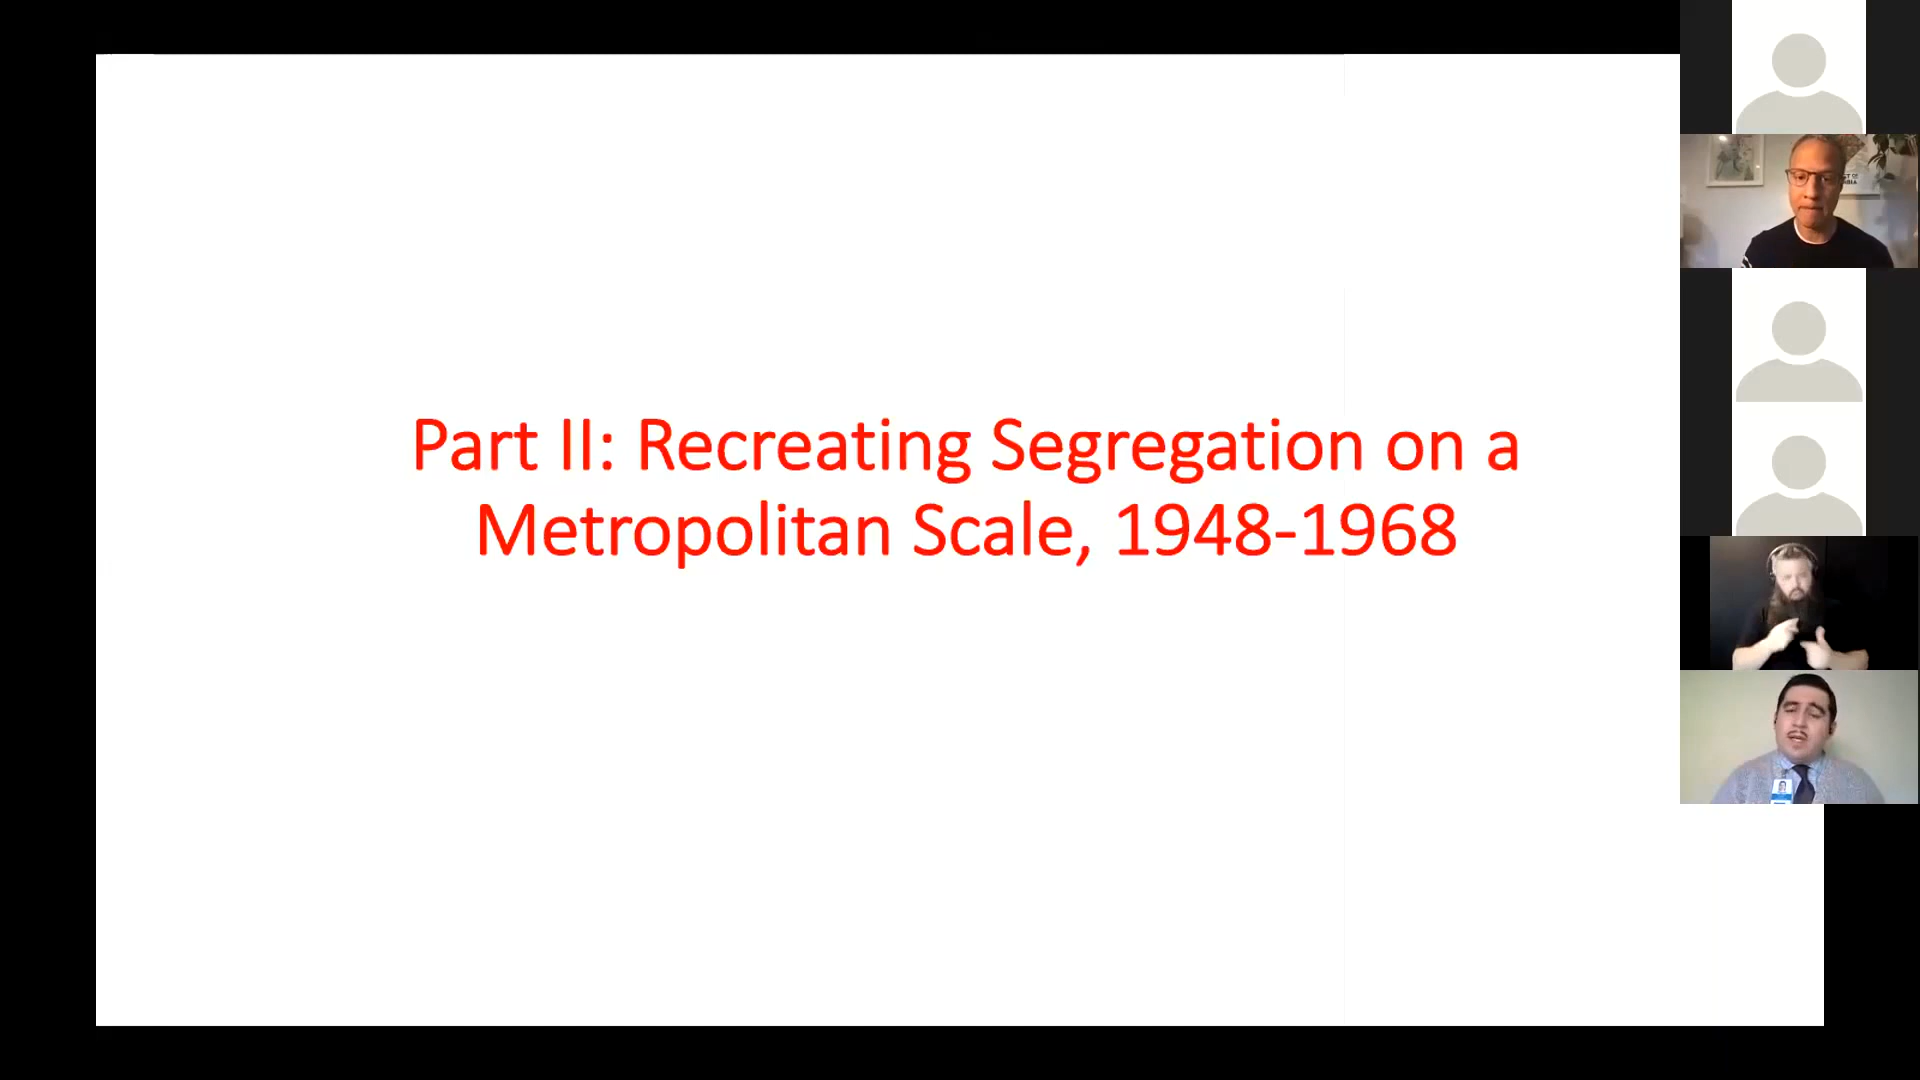 Part II: Recreating Segregation on a
Metropolitan Scale, 1948-1968